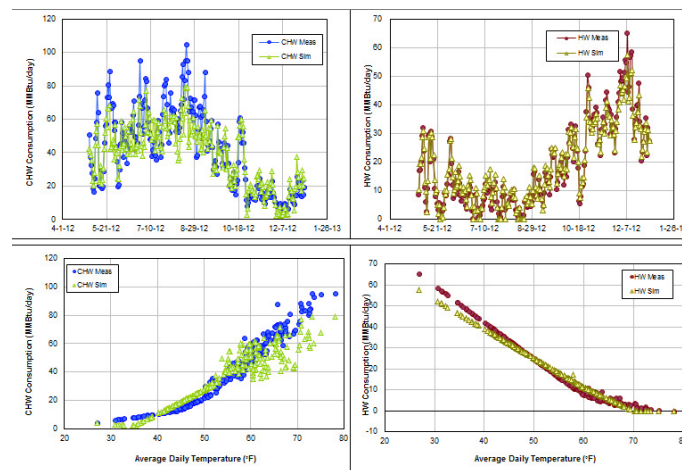 120
100
80
60
40
20
0
CHW Consumption (MMBtu/day)
CHW Meas
CHW Sim
4-1-12 5-21-12 7-10-12 8-29-12 10-18-12 12-7-12 1-26-13
70
60
50
40
30
20
10
0
HW Consumption (MMBtu/day)
HW Meas
HW Sim
4-1-12 5-21-12 7-10-12 8-29-12 10-18-12 12-7-12 1-26-1
120
100
80
60
40
20
0
CHW Consumption (MMBtu/day)
CHW Meas
CHW Sim
20 30 40 50 60 70 80
Average Daily Temperature (°F)
70
60
50
40
30
20
10
0
-10
HW Consumption (MMBtu/day)
HW Meas
HW Sim
20 30 40 50 60 70 80
Average Daily Temperature (°F)